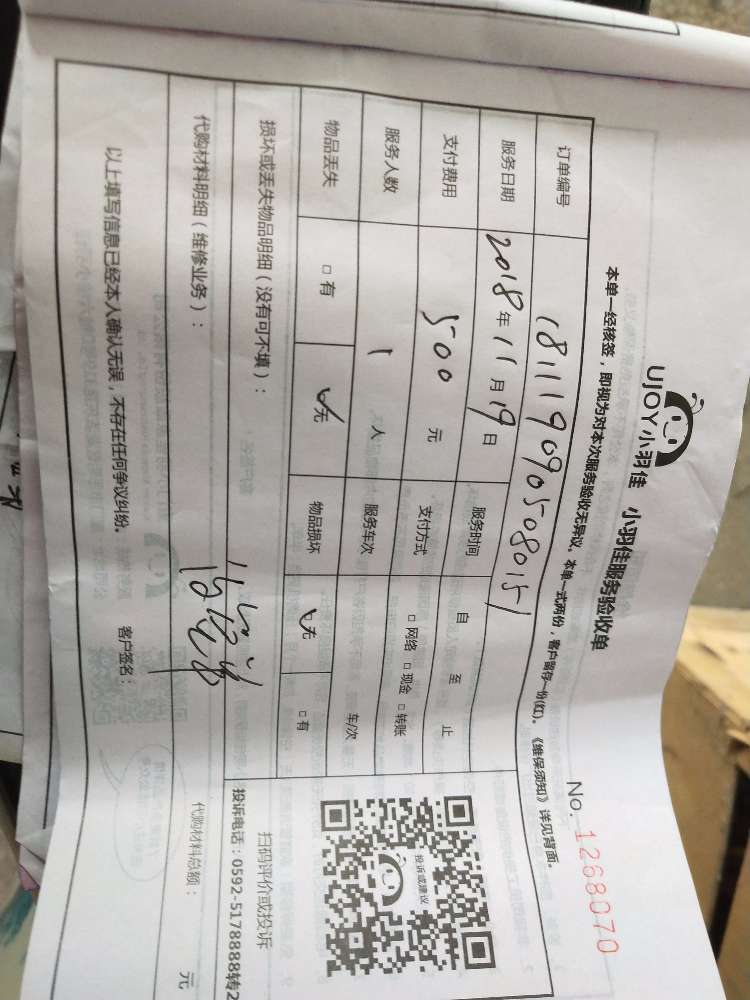 UJOY小羽佳 小羽佳服务验收单
No. 1268070
本单一经核签，即视为对本次服务验收无异议。本单一式两份，客户留存一份(红)。《维保须知》详见背面。
订单编号 1811190905080151
服务日期 2018年11月19日 服务时间 自 至 止
支付费用 500 元 支付方式 □网络 □现金 □转账
服务人数 1 人 服务车次 车/次
物品丢失 □有 ☑无 物品损坏 ☑无 □有
投诉或建议
扫码评价或投诉
投诉电话：0592-5178888转2
损坏或丢失物品明细（没有可不填）：
代购材料明细（维修业务）： 代购材料总额： 元
以上填写信息已经本人确认无误，不存在任何争议纠纷。 客户签名：